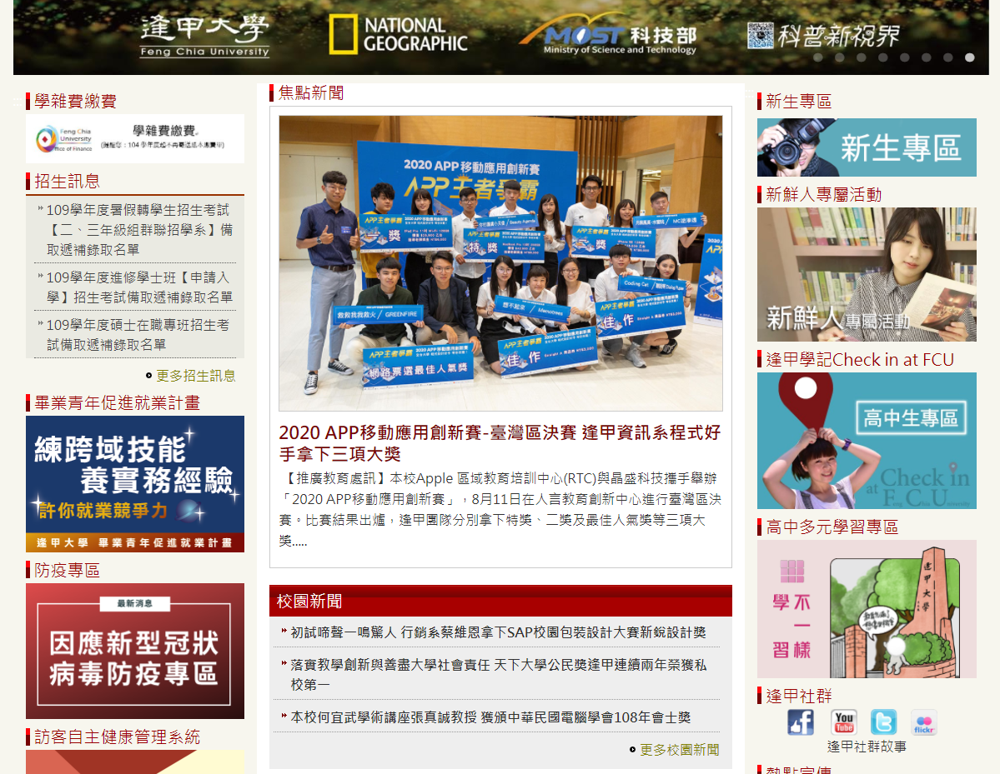 逢甲大學
Feng Chia University
NATIONAL
GEOGRAPHIC
MOST 科技部
Ministry of Science and Technology
科普新視界
學雜費繳費
Feng Chia
University
Office of Finance
學雜費繳費
招生訊息
109學年度暑假轉學生招生考試
【二、三年級組群聯招學系】備
取遞補錄取名單
109學年度進修學士班【申請入
學】招生考試備取遞補錄取名單
109學年度碩士在職專班招生考
試備取遞補錄取名單
更多招生訊息
畢業青年促進就業計畫
練跨域技能
養實務經驗
許你就業競爭力
逢甲大學 畢業青年促進就業計畫
防疫專區
最新消息
因應新型冠狀
病毒防疫專區
訪客自主健康管理系統
焦點新聞
2020 APP移動應用創新賽
APP王者爭霸
一獎
特獎
二獎
救救我我救火 / GREENFIRE
想不起來 / Memories
Coding Cat
佳作
佳作
網路票選最佳人氣獎
2020 APP移動應用創新賽-臺灣區決賽 逢甲資訊系程式好
手拿下三項大獎
【推廣教育處訊】本校Apple 區域教育培訓中心(RTC)與晶盛科技攜手舉辦
「2020 APP移動應用創新賽」，8月11日在人言教育創新中心進行臺灣區決
賽。比賽結果出爐，逢甲團隊分別拿下特獎、二獎及最佳人氣獎等三項大
獎.....
校園新聞
初試啼聲一鳴驚人 行銷系蔡維恩拿下SAP校園包裝設計大賽新銳設計獎
落實教學創新與善盡大學社會責任 天下大學公民獎逢甲連續兩年榮獲私
校第一
本校何宜武學術講座張真誠教授 獲頒中華民國電腦學會108年會士獎
更多校園新聞
新生專區
新生專區
新鮮人專屬活動
新鮮人專屬活動
逢甲學記Check in at FCU
高中生專區
Check in
at F C U
高中多元學習專區
學不
一
習樣
逢甲大學
逢甲社群
f
You
Tube
t
flickr
逢甲社群故事
熱點宣傳